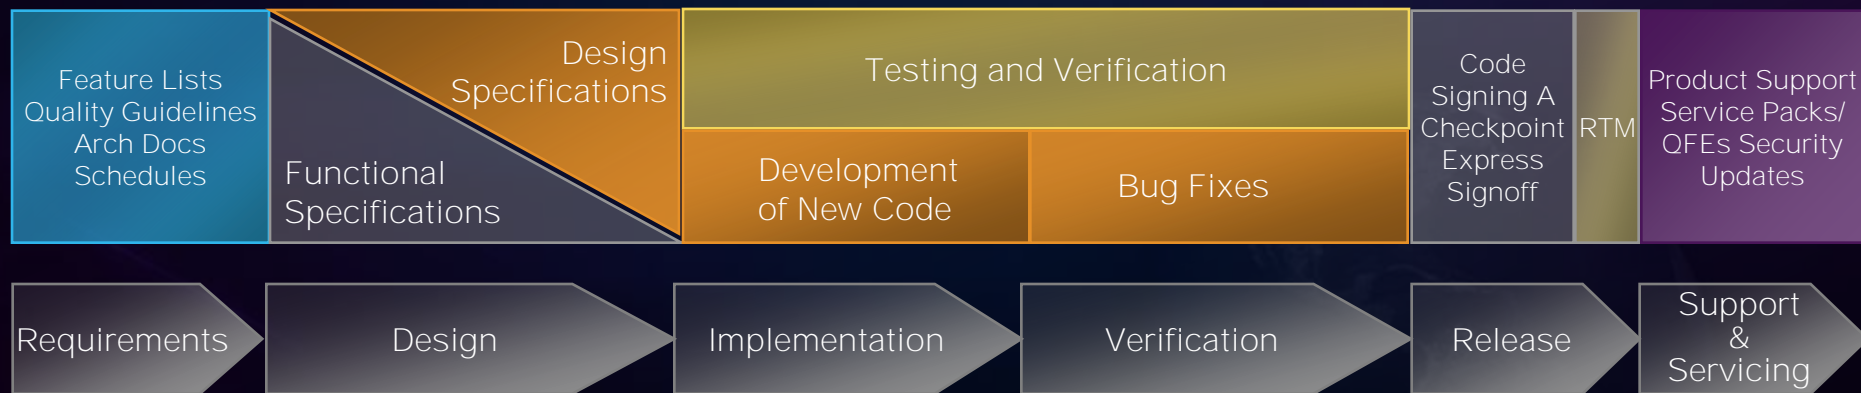 Feature Lists
Quality Guidelines
Arch Docs
Schedules
Design
Specifications
Functional
Specifications
Testing and Verification
Development
of New Code
Bug Fixes
Code
Signing A
Checkpoint
Express
Signoff
RTM
Product Support
Service Packs/
QFEs Security
Updates
Requirements
Design
Implementation
Verification
Release
Support
&
Servicing